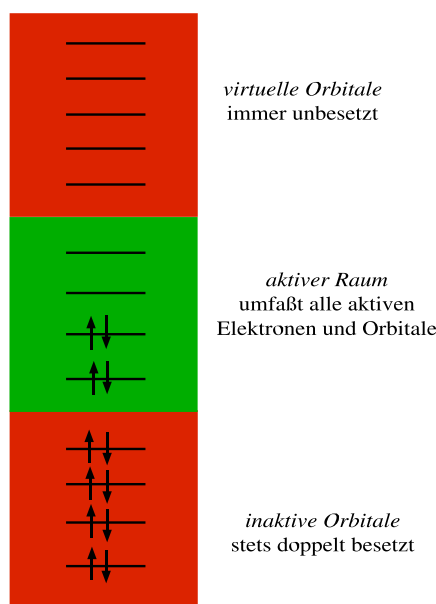 virtuelle Orbitale
immer unbesetzt
aktiver Raum
umfaßt alle aktiven
Elektronen und Orbitale
inaktive Orbitale
stets doppelt besetzt